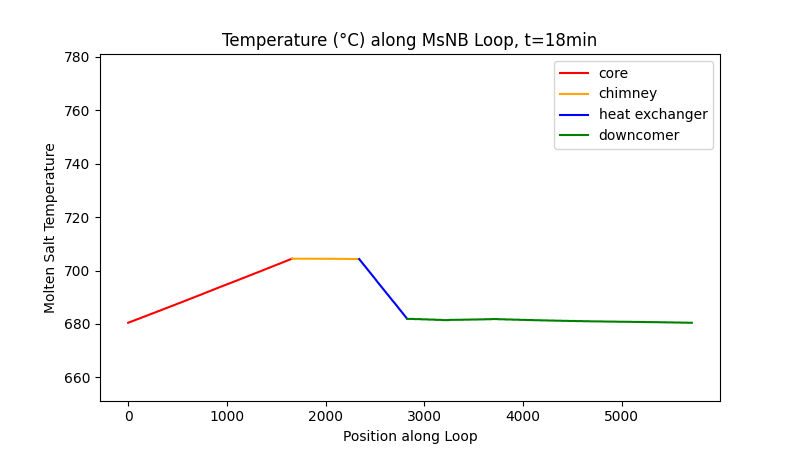 Temperature (°C) along MsNB Loop, t=18min
core
chimney
heat exchanger
downcomer
Molten Salt Temperature
780
760
740
720
700
680
660
0 1000 2000 3000 4000 5000
Position along Loop